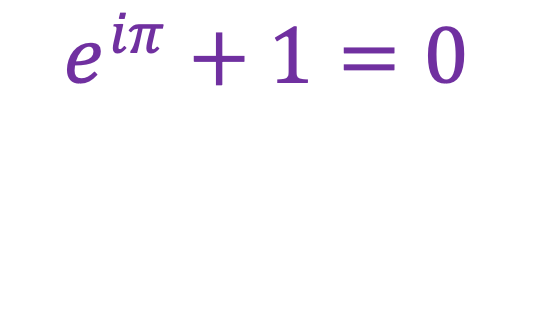 e^{iπ} + 1 = 0